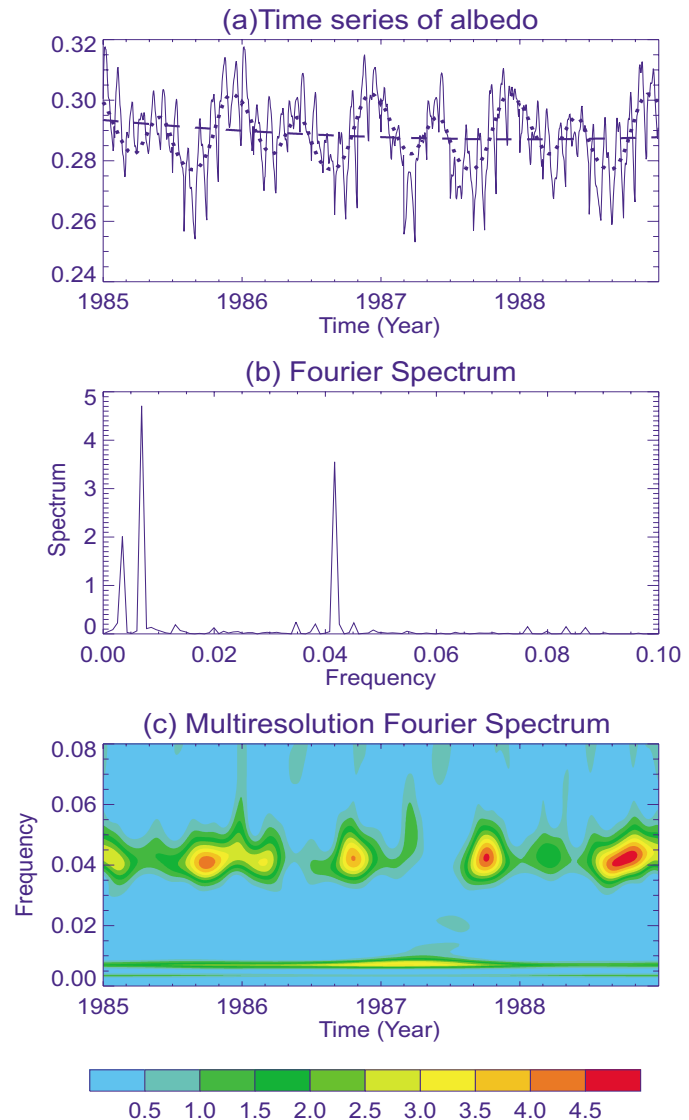 (a)Time series of albedo
0.32
0.30
0.28
0.26
0.24
1985 1986 1987 1988
Time (Year)
(b) Fourier Spectrum
5
4
3
2
1
0
Spectrum
0.00 0.02 0.04 0.06 0.08 0.10
Frequency
(c) Multiresolution Fourier Spectrum
0.08
0.06
0.04
0.02
0.00
Frequency
1985 1986 1987 1988
Time (Year)
0.5 1.0 1.5 2.0 2.5 3.0 3.5 4.0 4.5